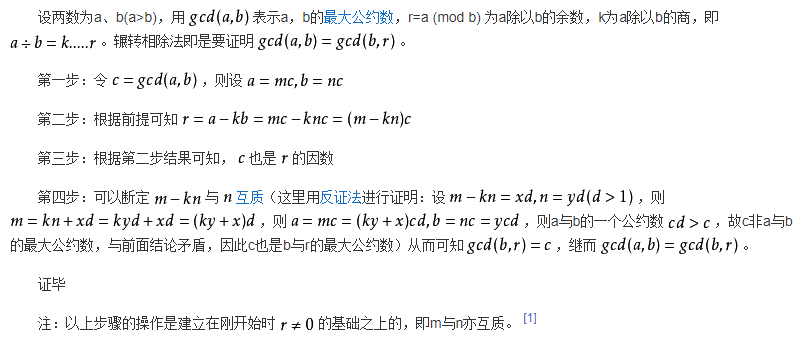 设两数为a、b(a>b)，用 gcd(a,b) 表示a，b的最大公约数，r=a (mod b) 为a除以b的余数，k为a除以b的商，即
a÷b=k.....r 。辗转相除法即是要证明 gcd(a,b)=gcd(b,r) 。
第一步：令 c=gcd(a,b) ，则设 a=mc,b=nc
第二步：根据前提可知 r=a−kb=mc−knc=(m−kn)c
第三步：根据第二步结果可知， c 也是 r 的因数
第四步：可以断定 m−kn 与 n 互质（这里用反证法进行证明：设 m−kn=xd,n=yd(d>1) ，则
m=kn+xd=kyd+xd=(ky+x)d ，则 a=mc=(ky+x)cd,b=nc=ycd ，则a与b的一个公约数 cd>c ，故c非a与b
的最大公约数，与前面结论矛盾，因此c也是b与r的最大公约数）从而可知 gcd(b,r)=c ，继而 gcd(a,b)=gcd(b,r) 。
证毕
注：以上步骤的操作是建立在刚开始时 r≠0 的基础之上的，即m与n亦互质。 [1]